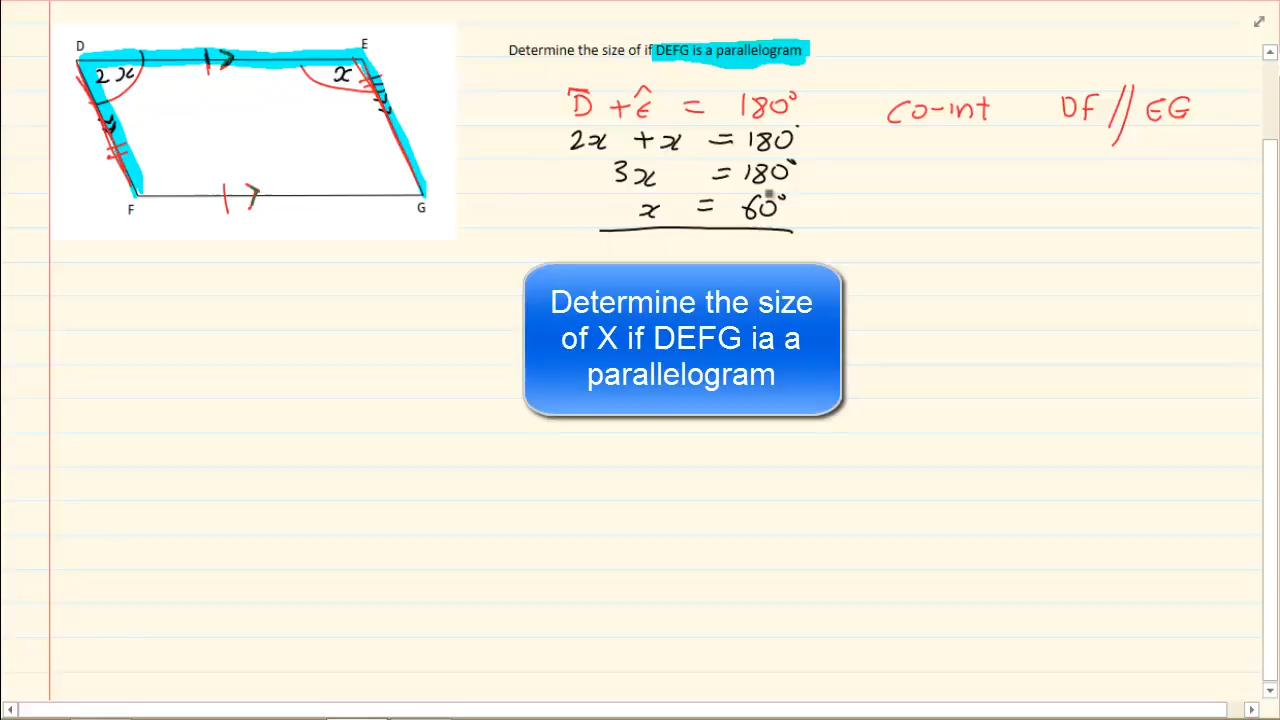 D E
2x x
F G
Determine the size of if DEFG is a parallelogram
D̂ + Ê = 180° co-int DF // EG
2x + x = 180°
3x = 180°
x = 60°
Determine the size
of X if DEFG ia a
parallelogram